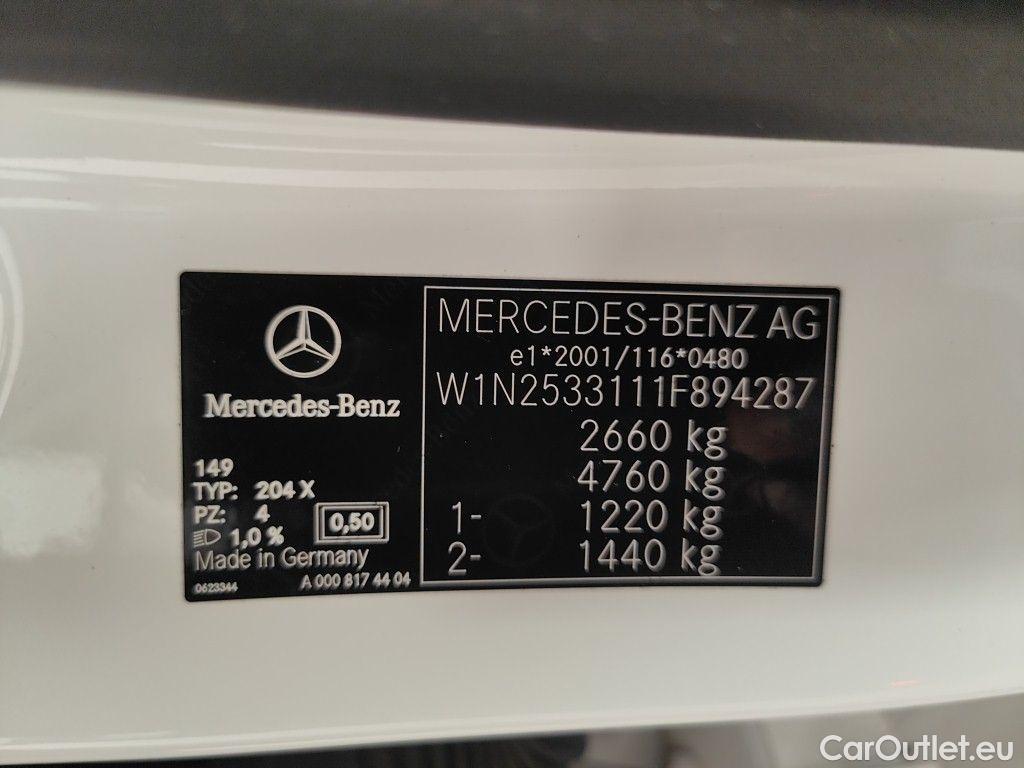 Mercedes-Benz
149
TYP: 204 X
PZ: 4
0,50
1,0 %
Made in Germany
0623344
A 000 817 44 04
MERCEDES-BENZ AG
e1*2001/116*0480
W1N2533111F894287
2660 kg
4760 kg
1- 1220 kg
2- 1440 kg
CarOutlet.eu